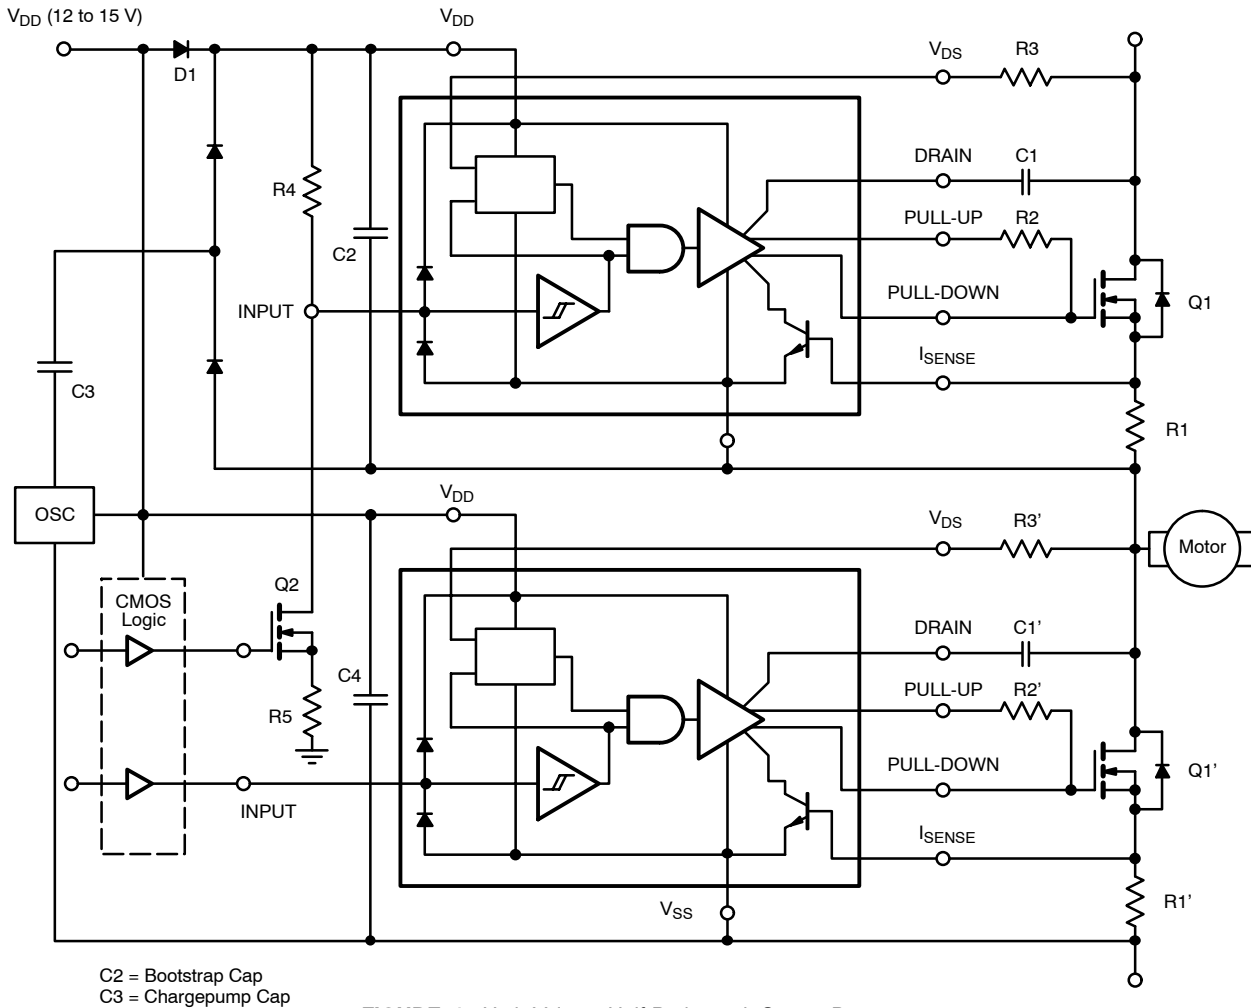 VDD (12 to 15 V)
VDD
D1
VDS
R3
DRAIN
C1
R4
PULL-UP
R2
C2
INPUT
PULL-DOWN
Q1
ISENSE
C3
R1
VDD
OSC
VDS
R3’
Motor
Q2
CMOS
Logic
DRAIN
C1’
C4
PULL-UP
R2’
R5
PULL-DOWN
Q1’
INPUT
ISENSE
VSS
R1’
C2 = Bootstrap Cap
C3 = Chargepump Cap